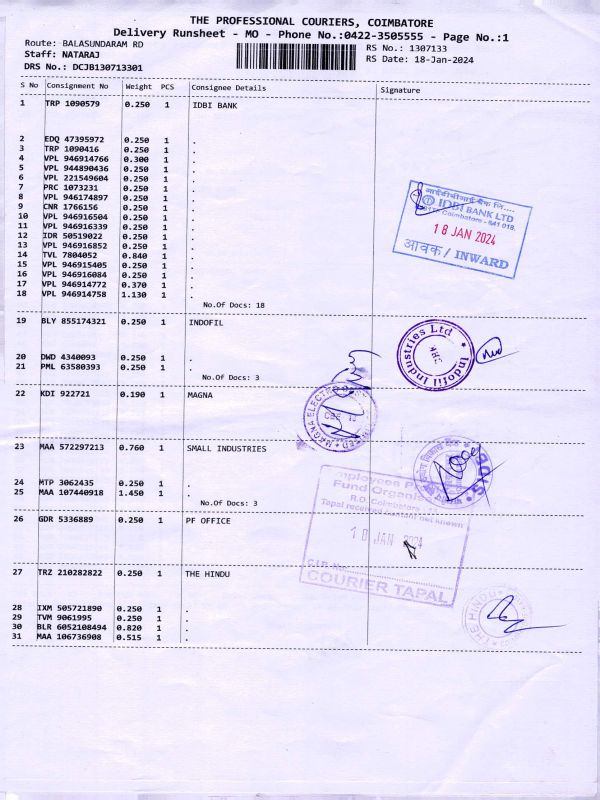 THE PROFESSIONAL COURIERS, COIMBATORE
Delivery Runsheet - MO - Phone No.:0422-3505555 - Page No.:1
Route: BALASUNDARAM RD
RS No.: 1307133
Staff: NATARAJ
RS Date: 18-Jan-2024
DRS No.: DCJB130713301
S No Consignment No Weight PCS Consignee Details Signature
1 TRP 1090579 0.250 1 IDBI BANK
2 EDQ 47395972 0.250 1 .
3 TRP 1090416 0.250 1 .
4 VPL 946914766 0.300 1 .
5 VPL 944890436 0.250 1 .
6 VPL 221549604 0.250 1 .
7 PRC 1073231 0.250 1 .
8 VPL 946174897 0.250 1 .
9 CNR 1766156 0.250 1 .
10 VPL 946916504 0.250 1 .
11 VPL 946916339 0.250 1 .
12 IDR 50519022 0.250 1 .
13 VPL 946916852 0.250 1 .
14 TVL 7804052 0.840 1 .
15 VPL 946915405 0.250 1 .
16 VPL 946916084 0.250 1 .
17 VPL 946914772 0.370 1 .
18 VPL 946914758 1.130 1 .
No.Of Docs: 18
आईडीबीआई बैंक लि....
IDBI BANK LTD
Coimbatore - 641 018.
18 JAN 2024
आवक / INWARD
19 BLY 855174321 0.250 1 INDOFIL
20 DWD 4340093 0.250 1 .
21 PML 63580393 0.250 1 .
No.Of Docs: 3
Indofil Industries Ltd
22 KDI 922721 0.190 1 MAGNA
23 MAA 572297213 0.760 1 SMALL INDUSTRIES
24 MTP 3062435 0.250 1 .
25 MAA 107440918 1.450 1 .
No.Of Docs: 3
SIDBI
26 GDR 5336889 0.250 1 PF OFFICE
Fund Organis
R.O. Coimbatore
Tapal received content not known
18 JAN 2024
COURIER TAPAL
27 TRZ 210282822 0.250 1 THE HINDU
28 IXM 505721890 0.250 1 .
29 TVM 9061995 0.250 1 .
30 BLR 6052108494 0.820 1 .
31 MAA 106736908 0.515 1 .
THE HINDU